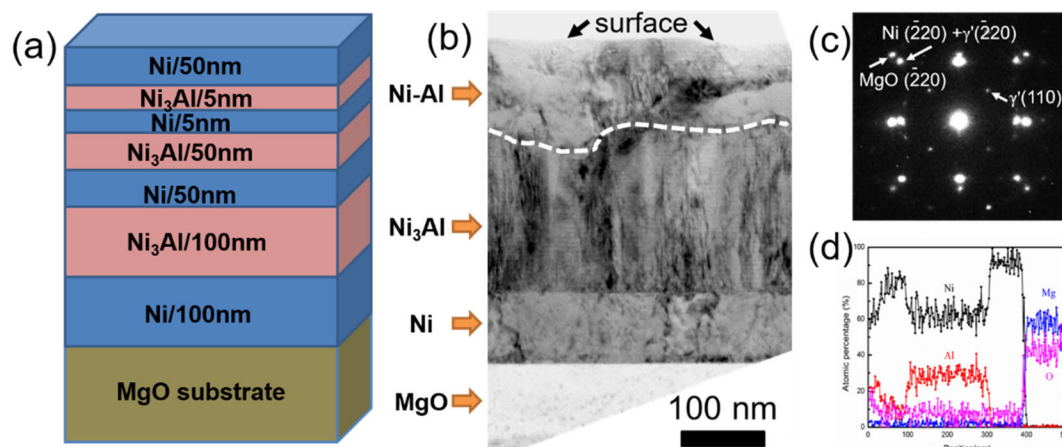 (a)
Ni/50nm
Ni₃Al/5nm
Ni/5nm
Ni₃Al/50nm
Ni/50nm
Ni₃Al/100nm
Ni/100nm
MgO substrate
(b)
surface
Ni-Al
Ni₃Al
Ni
MgO
100 nm
(c)
Ni (2̄20) +γ'(2̄20)
MgO (2̄20)
γ'(110)
(d)
Atomic percentage (%)
100
80
60
40
20
0
Ni
Mg
Al
O
0 100 200 300 400